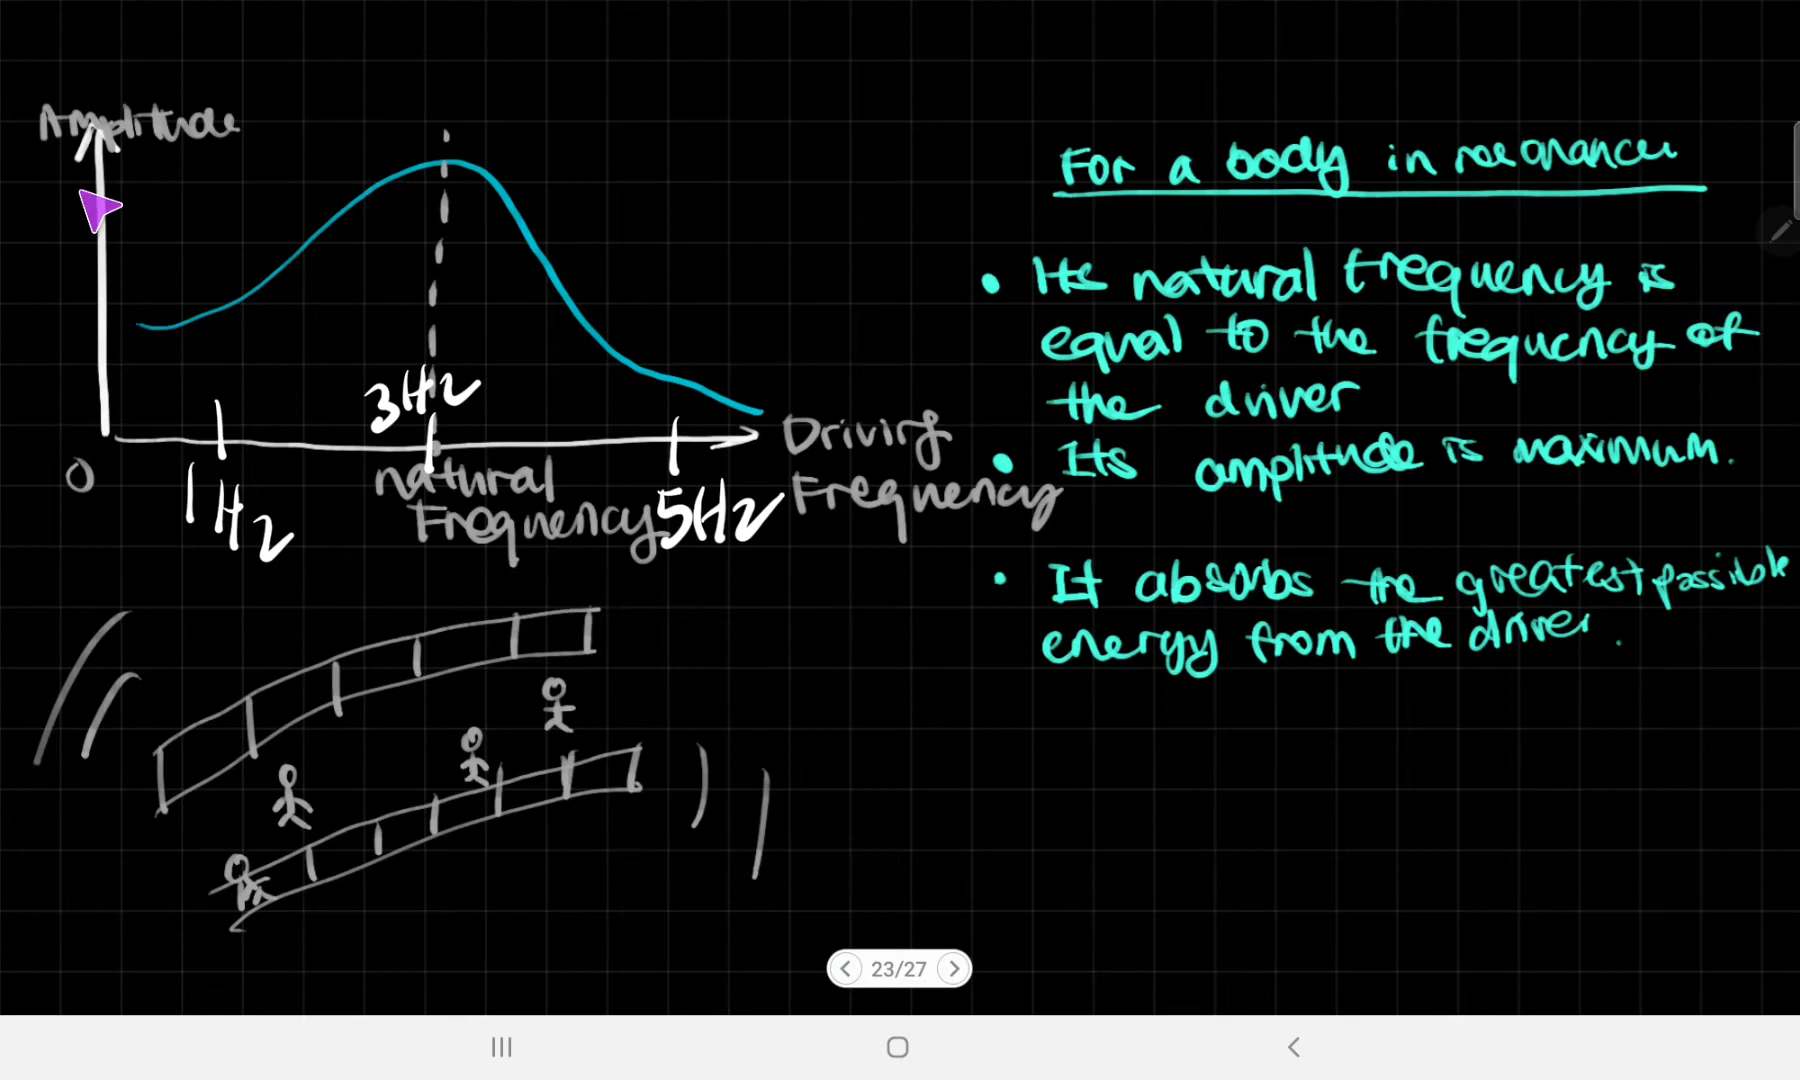 Amplitude
3Hz
0
1Hz
natural
Frequency
5Hz
Driving
Frequency
For a body in resonance
• Its natural frequency is
equal to the frequency of
the driver
• Its amplitude is maximum.
• It absorbs the greatest possible
energy from the driver.
23/27